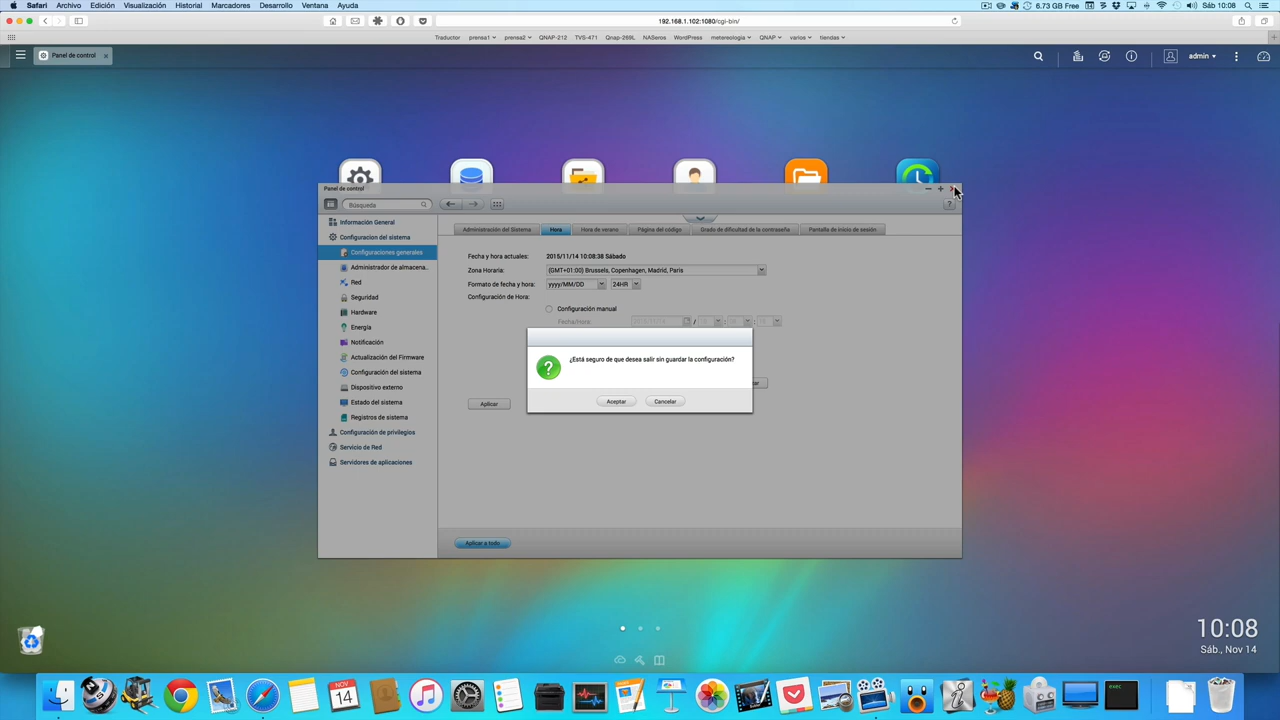 Safari Archivo Edición Visualización Historial Marcadores Desarrollo Ventana Ayuda 6.73 GB Free Sáb 10:08
192.168.1.102:1080/cgi-bin/
Traductor prensa1 prensa2 QNAP-212 TVS-471 Qnap-269L NASeros WordPress metereología QNAP varios tiendas
Panel de control admin
Panel de control
Búsqueda
Información General
Configuracion del sistema
Configuraciones generales
Administrador de almacena..
Red
Seguridad
Hardware
Energía
Notificación
Actualización del Firmware
Configuración del sistema
Dispositivo externo
Estado del sistema
Registros de sistema
Configuración de privilegios
Servicio de Red
Servidores de aplicaciones
Administración del Sistema Hora Hora de verano Página del código Grado de dificultad de la contraseña Pantalla de inicio de sesión
Fecha y hora actuales: 2015/11/14 10:08:38 Sábado
Zona Horaria: (GMT+01:00) Brussels, Copenhagen, Madrid, Paris
Formato de fecha y hora: yyyy/MM/DD 24HR
Configuración de Hora:
Configuración manual
Fecha/Hora: / :
¿Está seguro de que desea salir sin guardar la configuración?
Aceptar Cancelar
ar
Aplicar
Aplicar a todo
10:08
Sáb., Nov 14
NOV
14
EXEC